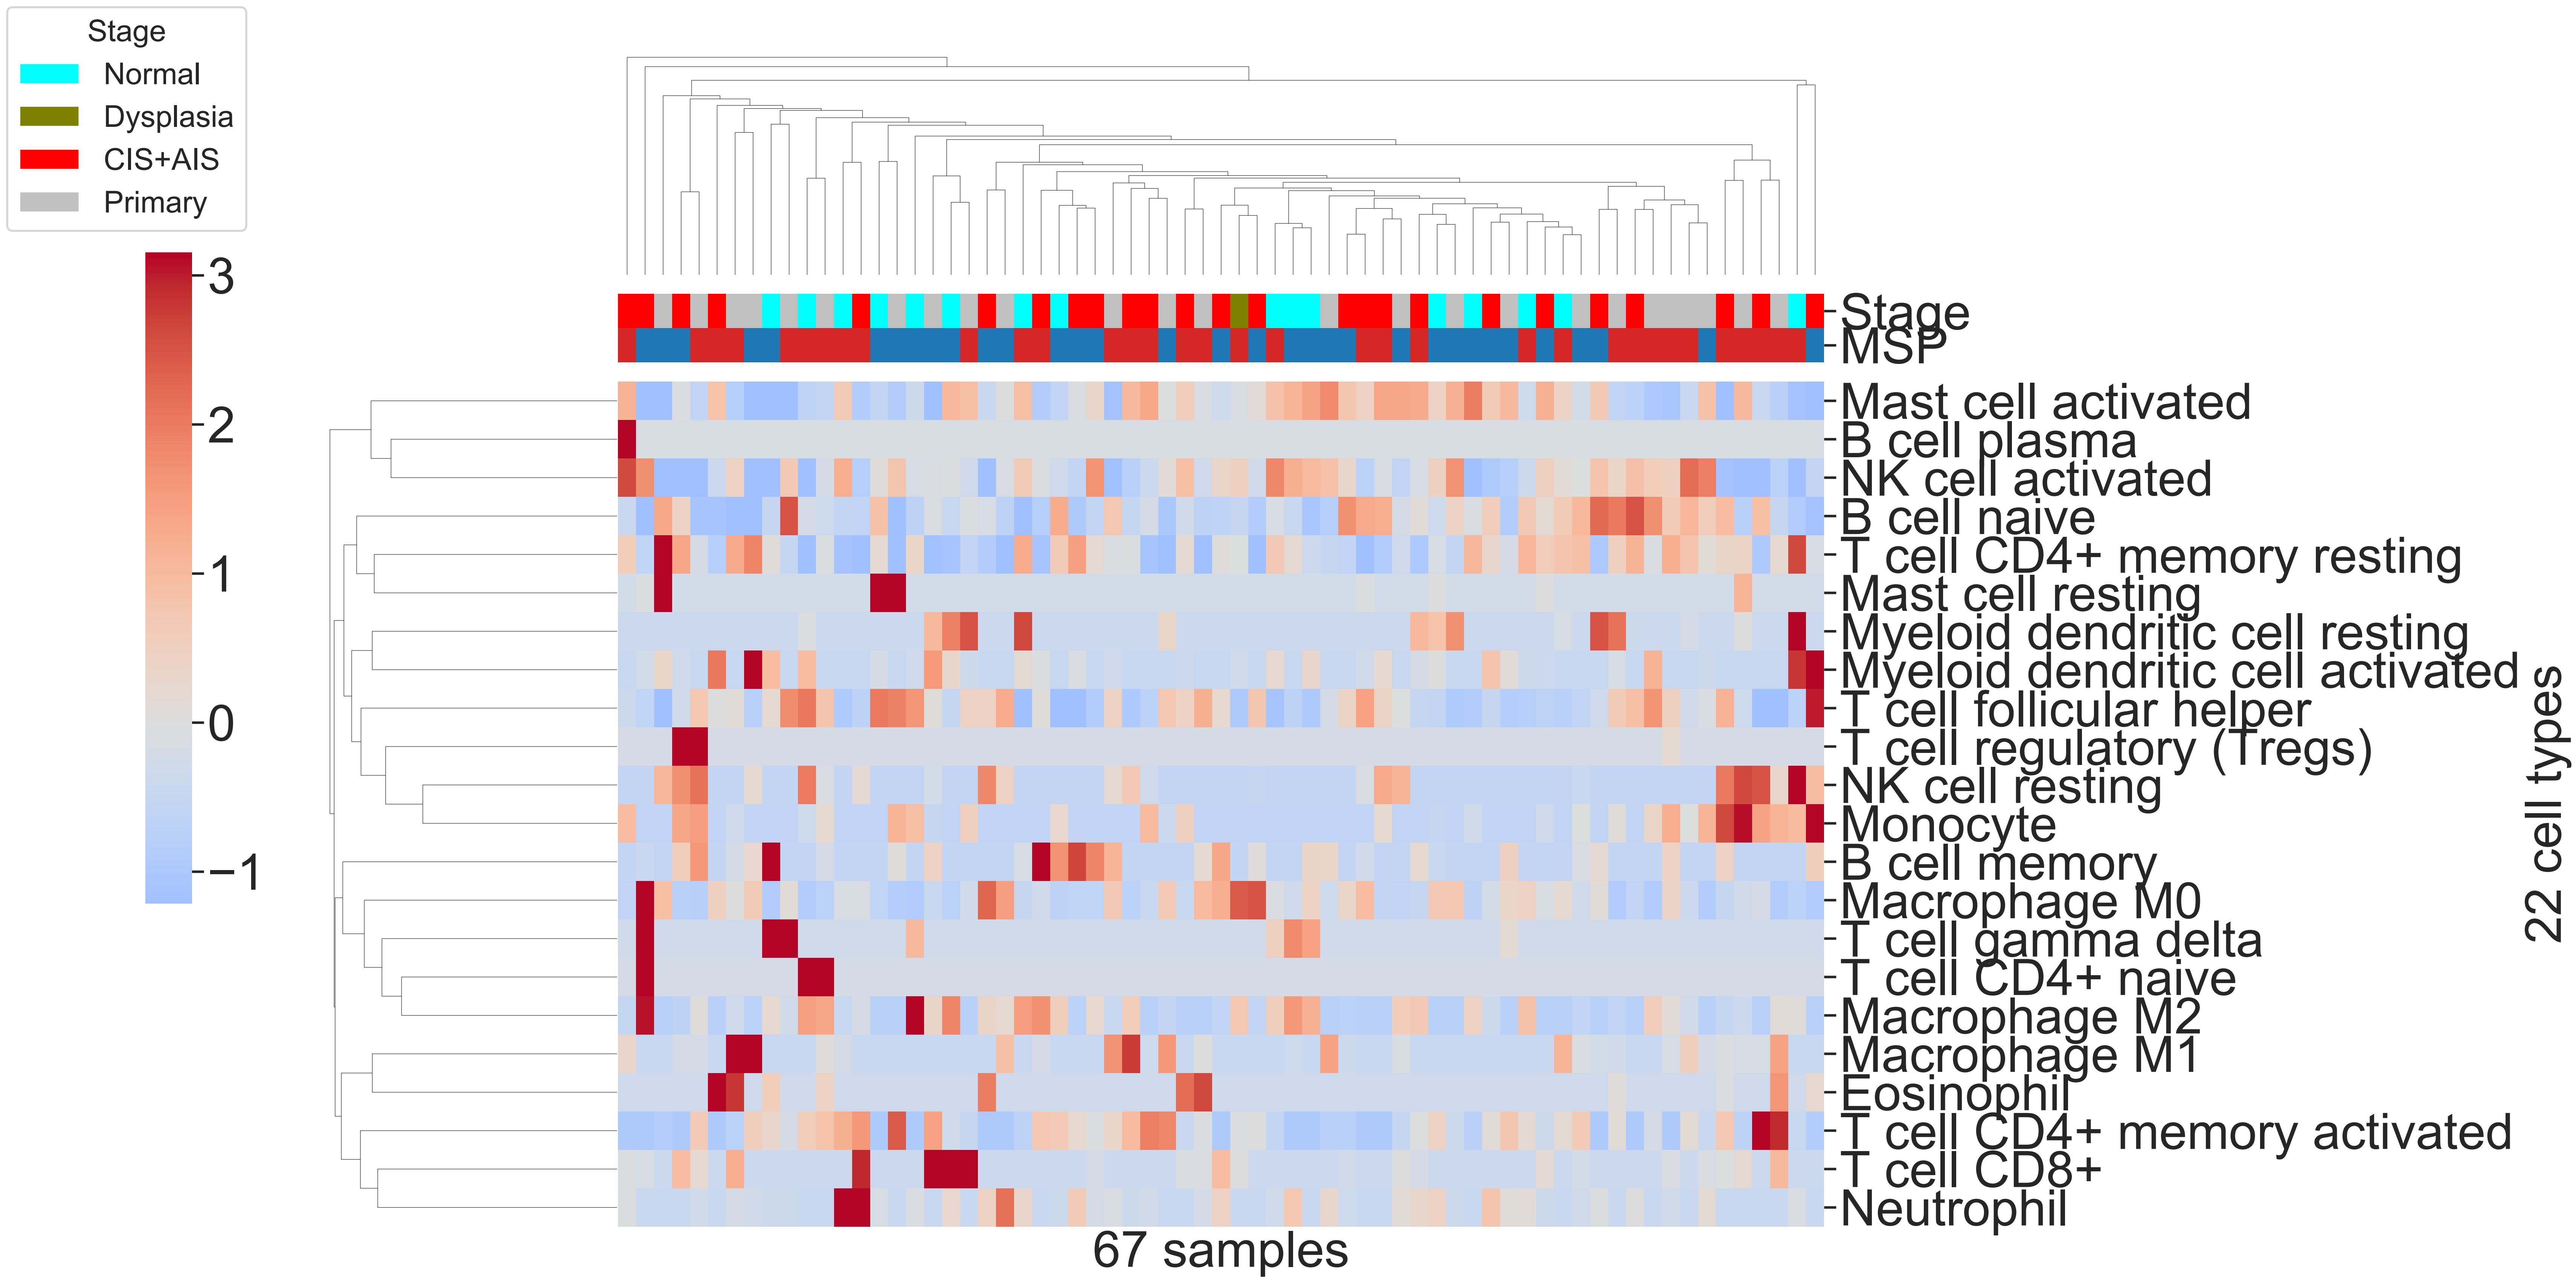 Stage
Normal
Dysplasia
CIS+AIS
Primary
3
2
1
0
−1
Stage
MSP
Mast cell activated
B cell plasma
NK cell activated
B cell naive
T cell CD4+ memory resting
Mast cell resting
Myeloid dendritic cell resting
Myeloid dendritic cell activated
T cell follicular helper
T cell regulatory (Tregs)
NK cell resting
Monocyte
B cell memory
Macrophage M0
T cell gamma delta
T cell CD4+ naive
Macrophage M2
Macrophage M1
Eosinophil
T cell CD4+ memory activated
T cell CD8+
Neutrophil
22 cell types
67 samples